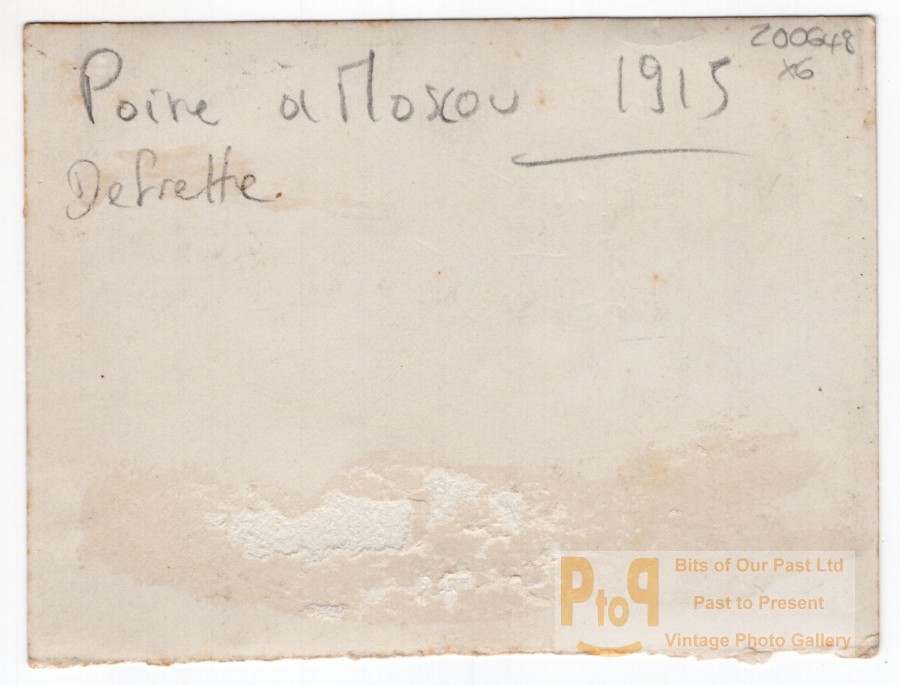 Poire à Moscou 1915
200648
x6
Defrette.
PtoP
Bits of Our Past Ltd
Past to Present
Vintage Photo Gallery